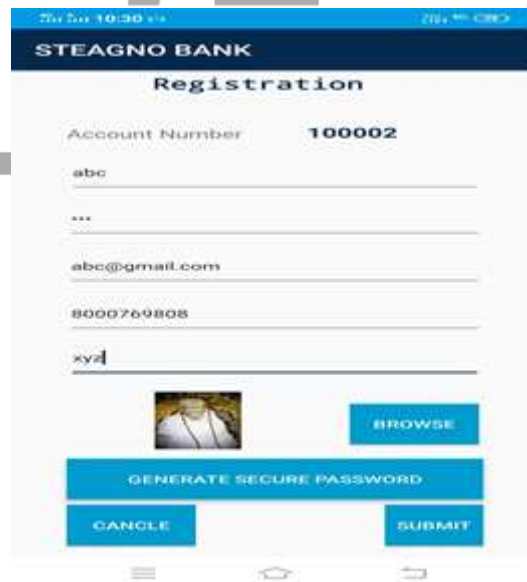 10:30
STEAGNO BANK
Registration
Account Number 100002
abc
•••
abc@gmail.com
8000769808
xyz
BROWSE
GENERATE SECURE PASSWORD
CANCLE SUBMIT